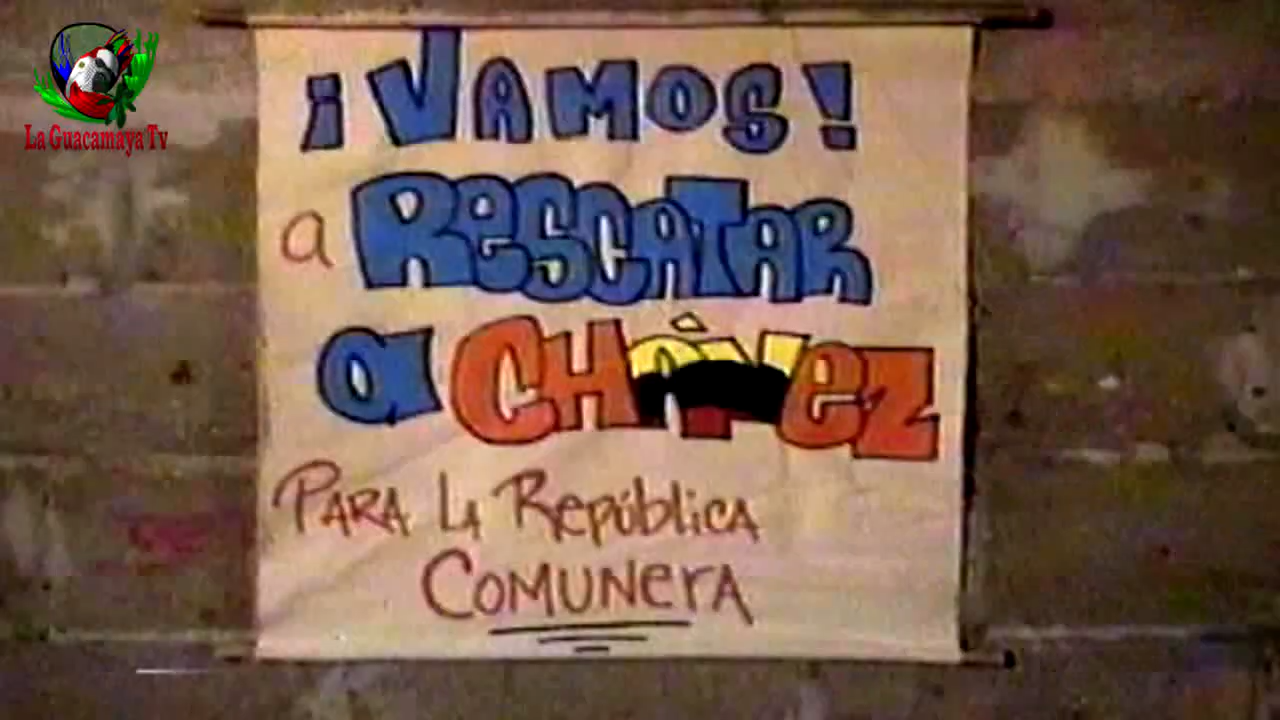 La Guacamaya Tv
¡VAMOS!
a RESCATAR
a CHÁVEZ
PARA LA República
COMUNERA